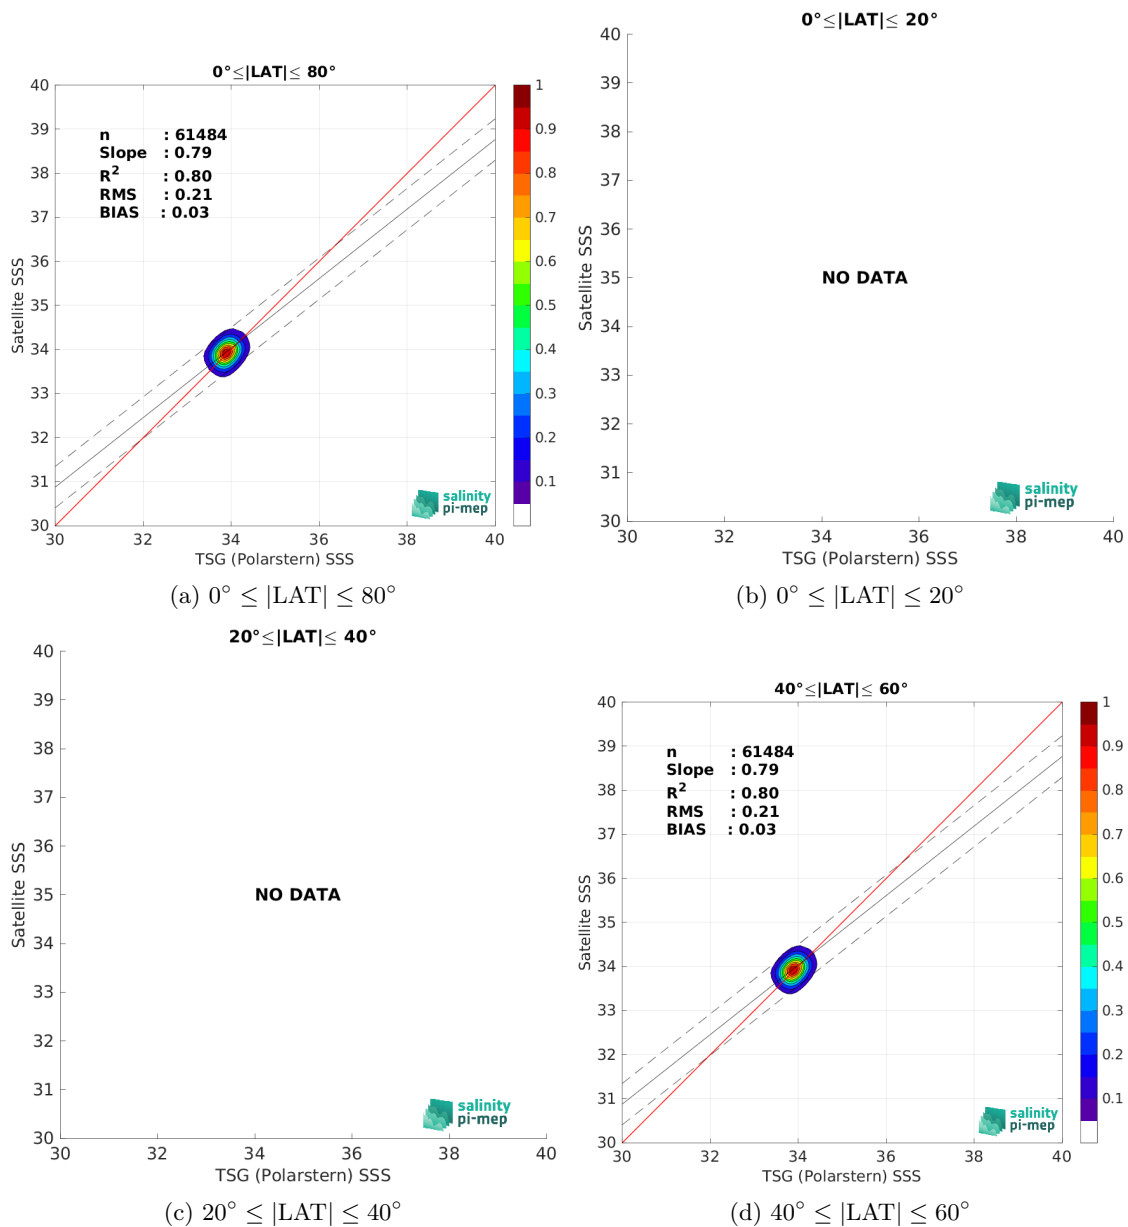 0°≤|LAT|≤ 80°
40
39
38
37
36
35
34
33
32
31
30
Satellite SSS
n : 61484
Slope : 0.79
R² : 0.80
RMS : 0.21
BIAS : 0.03
salinity
pi-mep
30 32 34 36 38 40
TSG (Polarstern) SSS
1
0.9
0.8
0.7
0.6
0.5
0.4
0.3
0.2
0.1
(a) 0° ≤ |LAT| ≤ 80°
0°≤|LAT|≤ 20°
40
39
38
37
36
35
34
33
32
31
30
Satellite SSS
NO DATA
salinity
pi-mep
30 32 34 36 38 40
TSG (Polarstern) SSS
(b) 0° ≤ |LAT| ≤ 20°
20°≤|LAT|≤ 40°
40
39
38
37
36
35
34
33
32
31
30
Satellite SSS
NO DATA
salinity
pi-mep
30 32 34 36 38 40
TSG (Polarstern) SSS
(c) 20° ≤ |LAT| ≤ 40°
40°≤|LAT|≤ 60°
40
39
38
37
36
35
34
33
32
31
30
Satellite SSS
n : 61484
Slope : 0.79
R² : 0.80
RMS : 0.21
BIAS : 0.03
salinity
pi-mep
30 32 34 36 38 40
TSG (Polarstern) SSS
1
0.9
0.8
0.7
0.6
0.5
0.4
0.3
0.2
0.1
(d) 40° ≤ |LAT| ≤ 60°